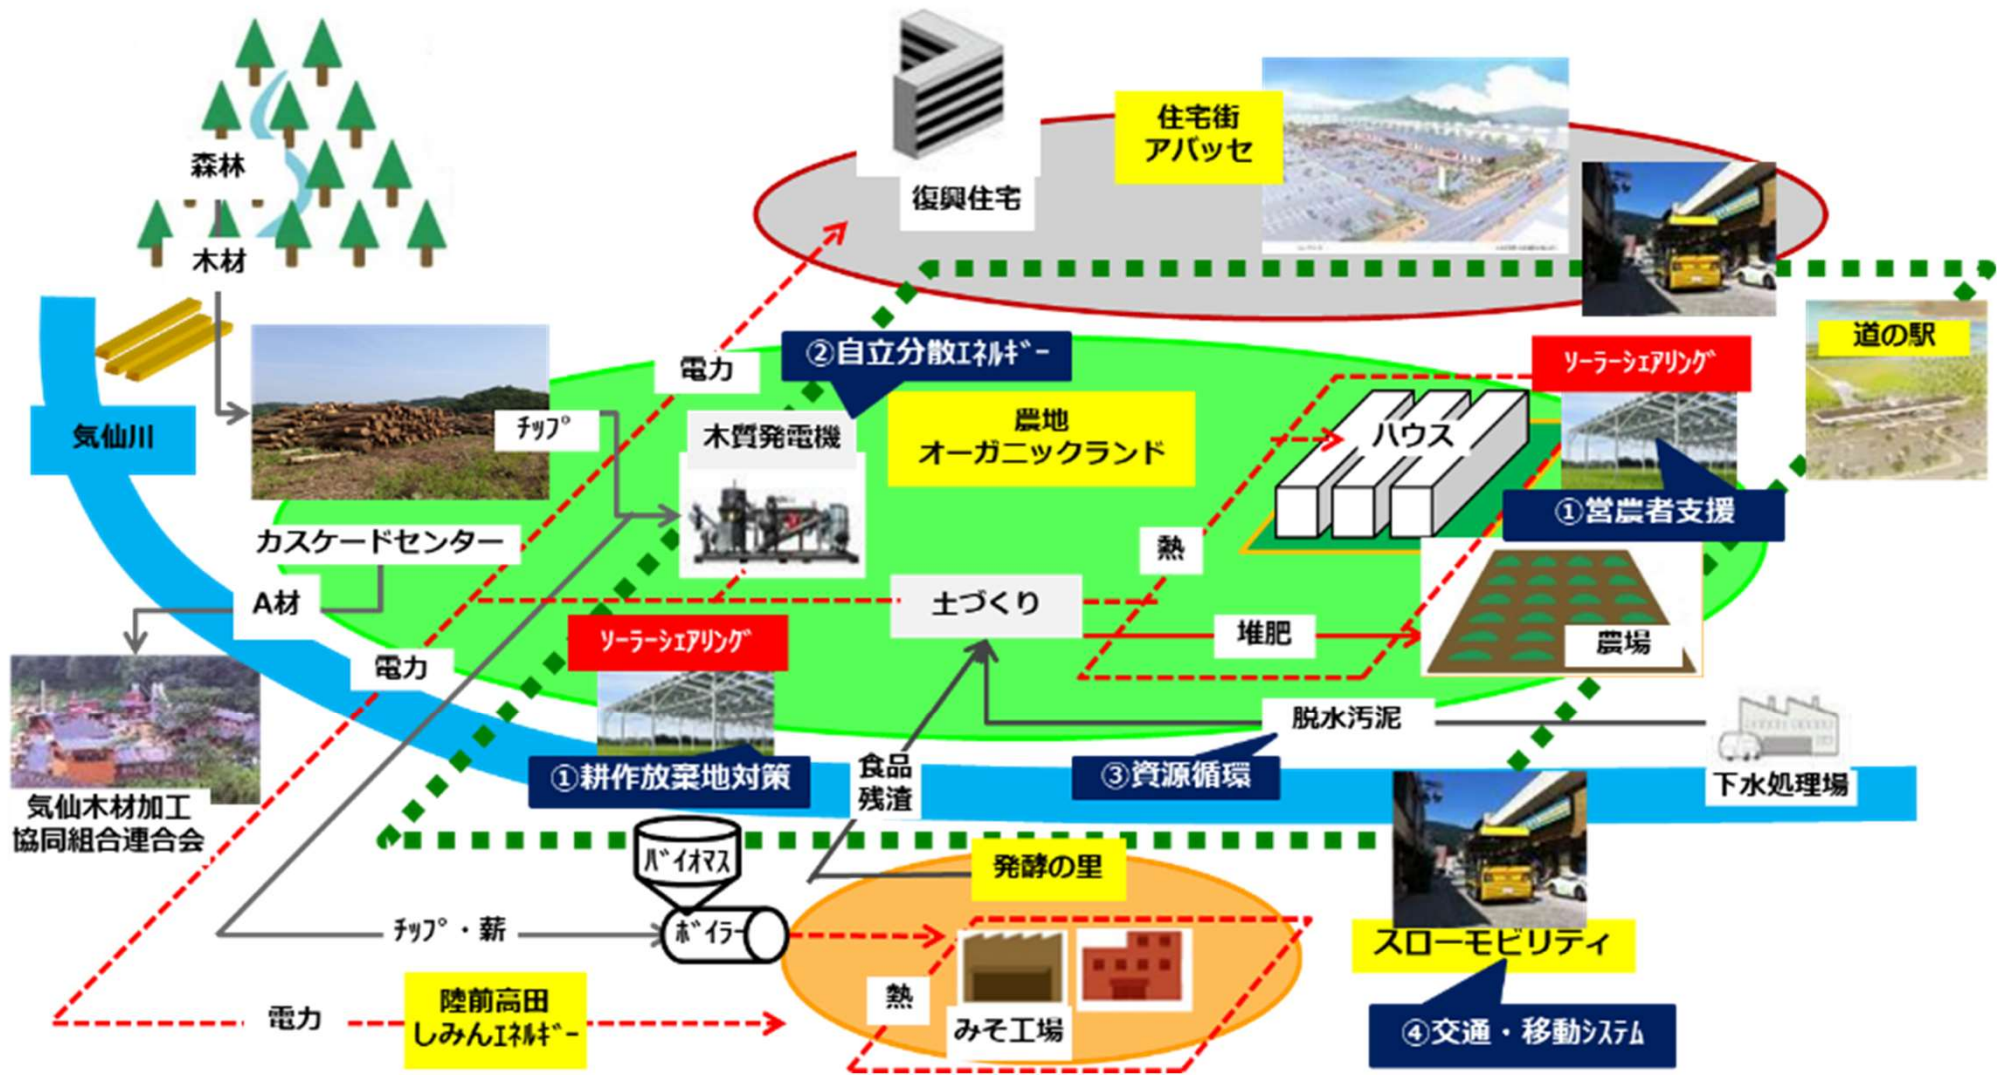 森林
木材
復興住宅
住宅街
アバッセ
道の駅
気仙川
ﾁｯﾌﾟ
電力
②自立分散ｴﾈﾙｷﾞｰ
木質発電機
農地
オーガニックランド
ｿｰﾗｰｼｪｱﾘﾝｸﾞ
ハウス
①営農者支援
カスケードセンター
熱
A材
土づくり
堆肥
農場
ｿｰﾗｰｼｪｱﾘﾝｸﾞ
電力
①耕作放棄地対策
食品
残渣
脱水汚泥
③資源循環
下水処理場
気仙木材加工
協同組合連合会
ﾊﾞｲｵﾏｽ
ﾎﾞｲﾗｰ
ﾁｯﾌﾟ・薪
発酵の里
熱
みそ工場
スローモビリティ
④交通・移動ｼｽﾃﾑ
電力
陸前高田
しみんｴﾈﾙｷﾞｰ